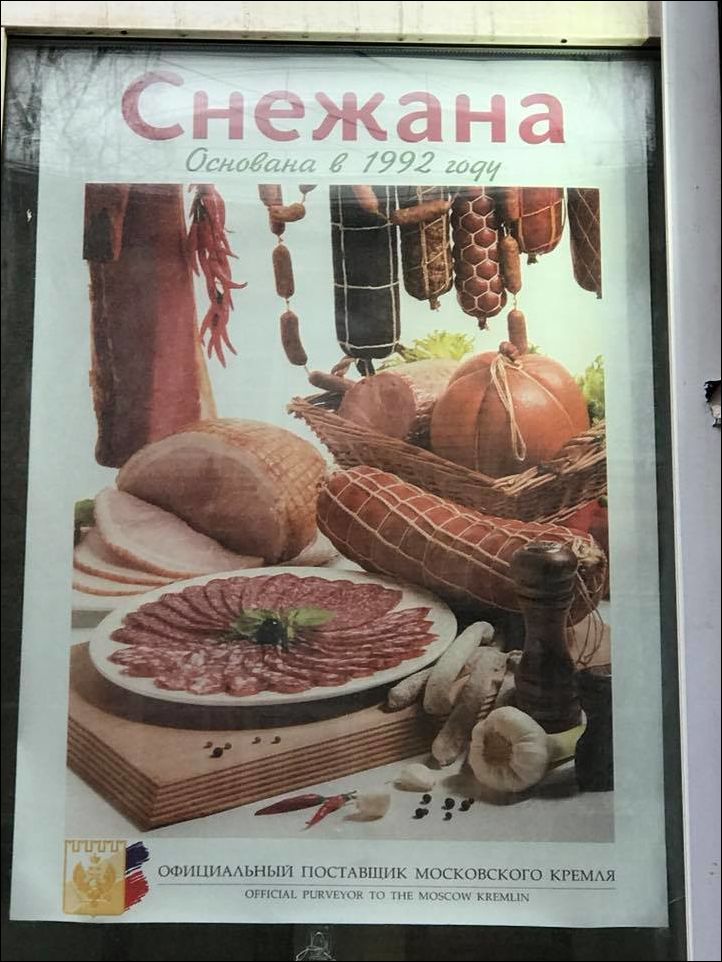 Снежана
Основана в 1992 году
ОФИЦИАЛЬНЫЙ ПОСТАВЩИК МОСКОВСКОГО КРЕМЛЯ
OFFICIAL PURVEYOR TO THE MOSCOW KREMLIN